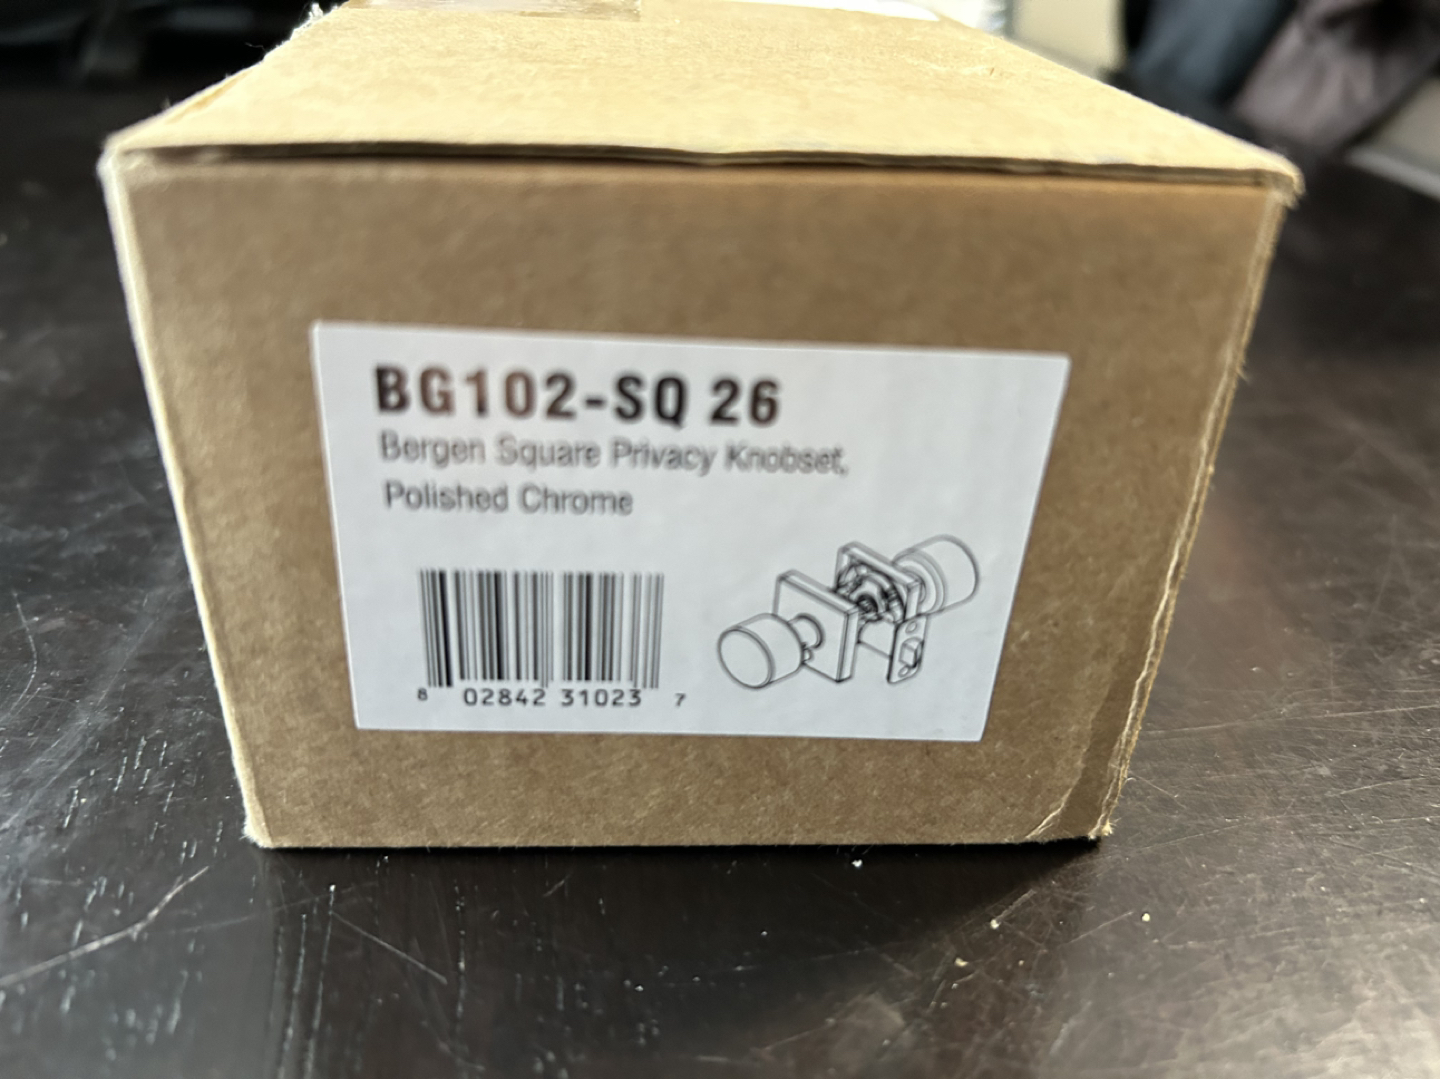 BG102-SQ 26
Bergen Square Privacy Knobset,
Polished Chrome
8 02842 31023 7